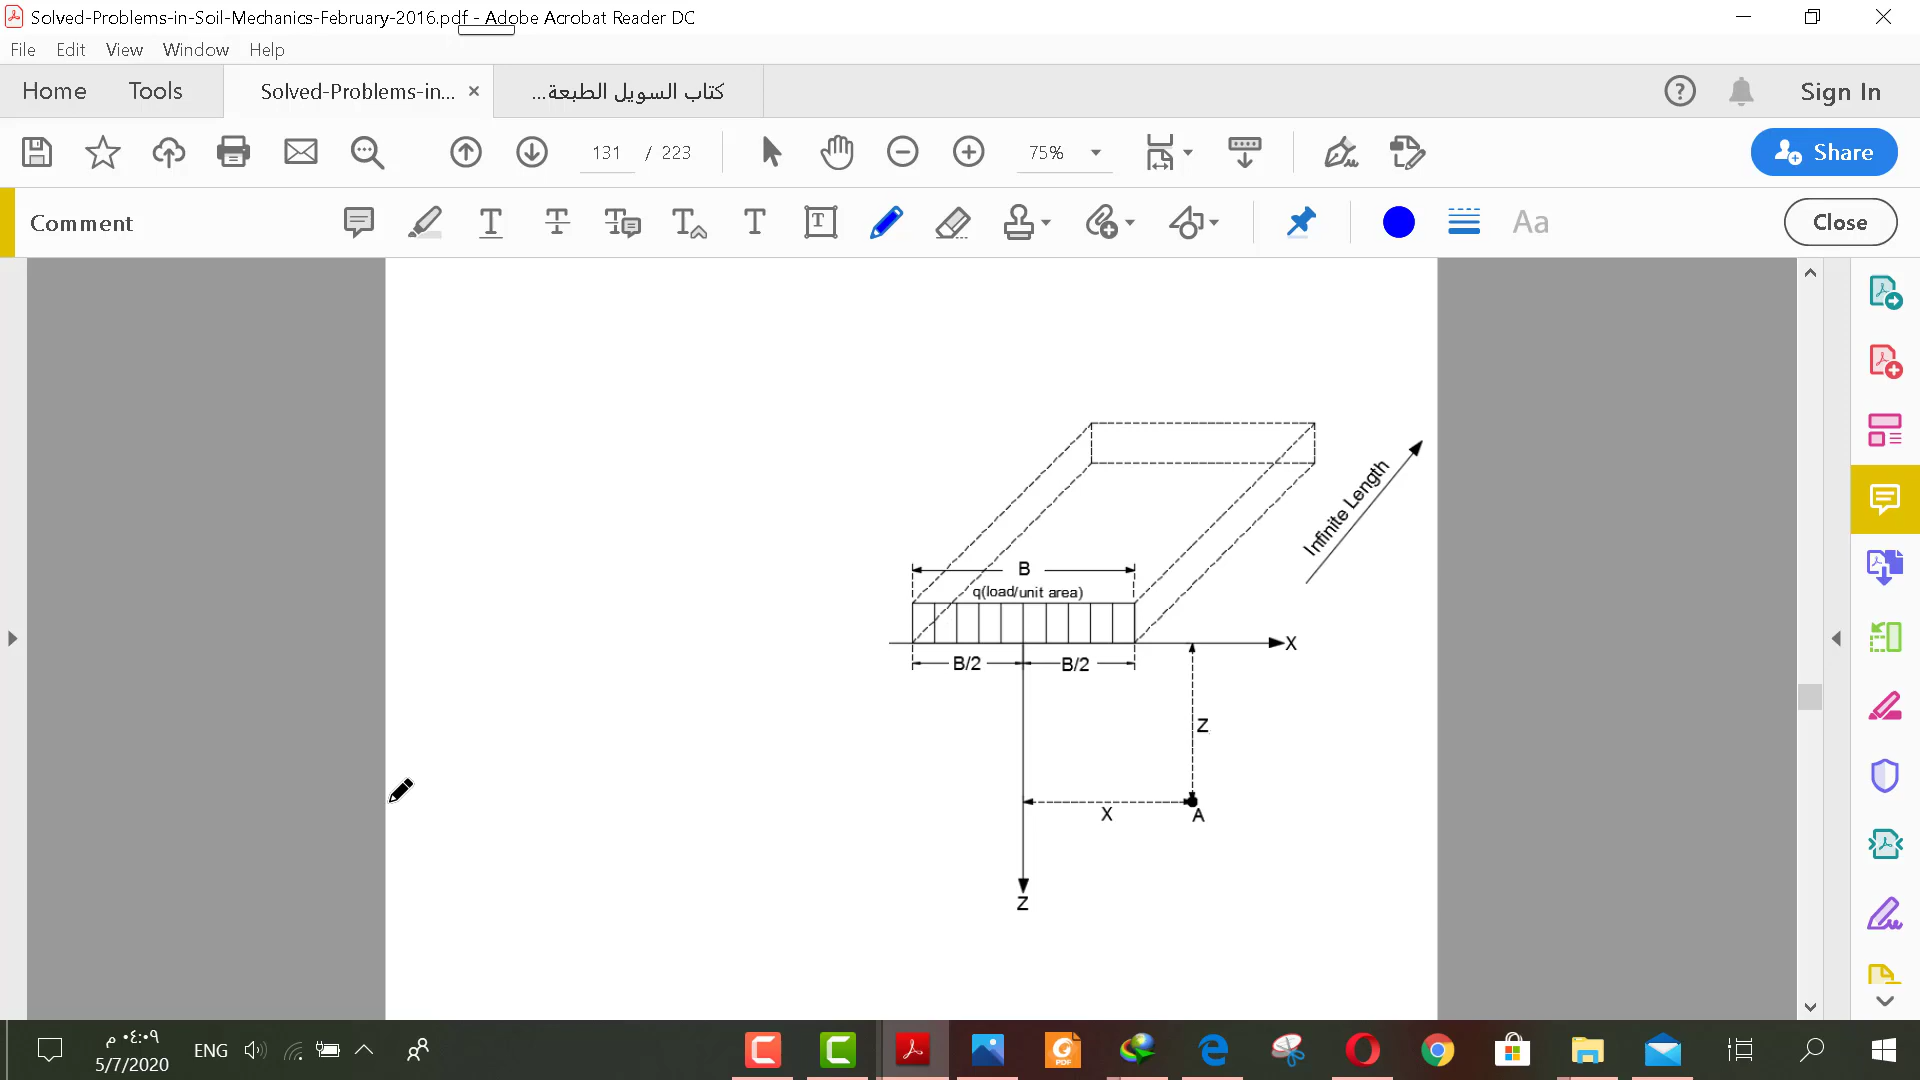 Solved-Problems-in-Soil-Mechanics-February-2016.pdf - Adobe Acrobat Reader DC
File Edit View Window Help
Home Tools Solved-Problems-in... × كتاب السويل الطبعة... ? Sign In
131 / 223 75% Share
Comment T T T T T T Aa Close
Infinite Length
B
q(load/unit area)
X
B/2 B/2
Z
X
A
Z
PDF
٠٤:٠٩ م
ENG
5/7/2020